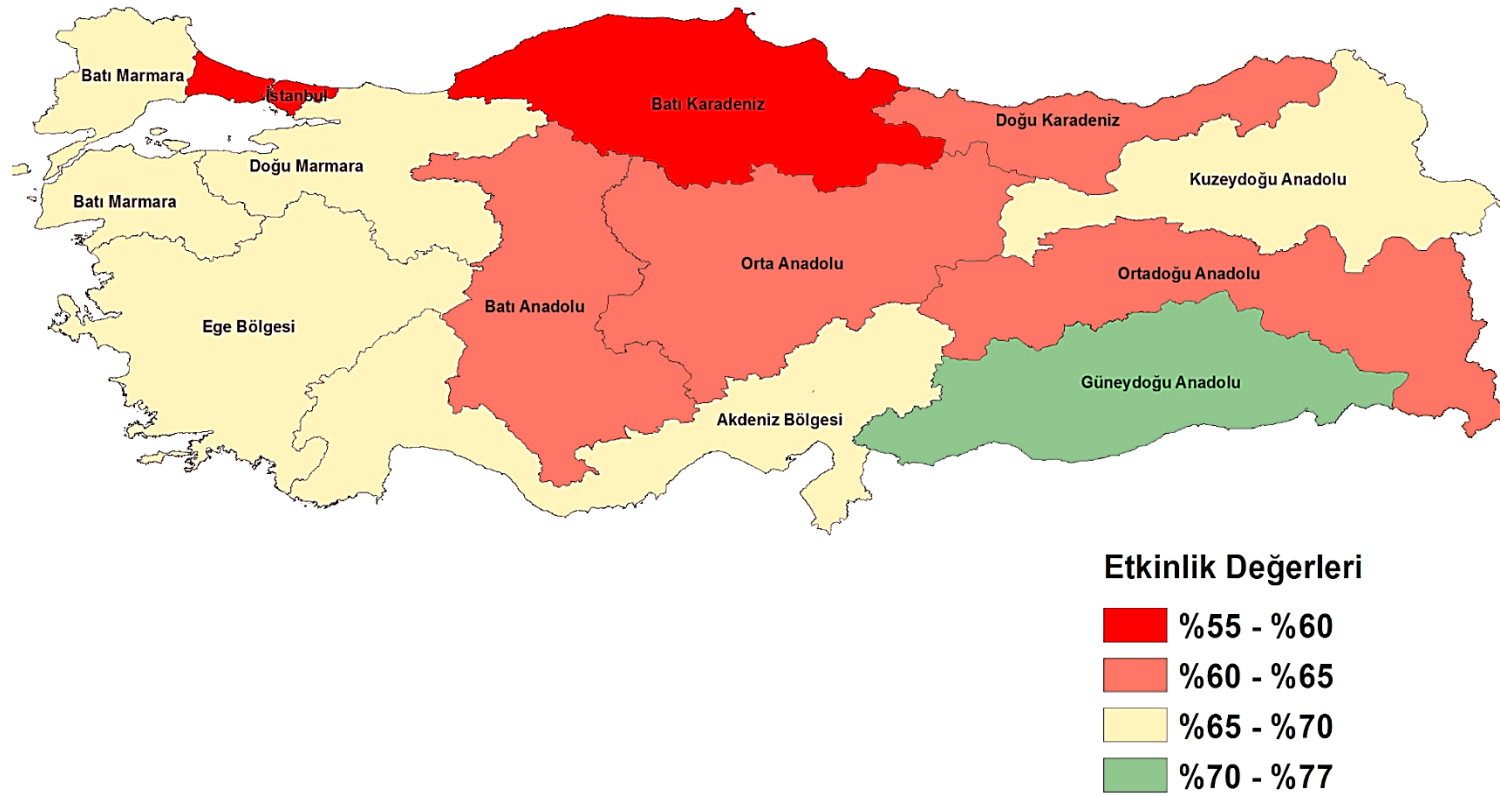 Batı Marmara
İstanbul
Batı Karadeniz
Doğu Karadeniz
Doğu Marmara
Kuzeydoğu Anadolu
Batı Marmara
Orta Anadolu
Ortadoğu Anadolu
Batı Anadolu
Ege Bölgesi
Güneydoğu Anadolu
Akdeniz Bölgesi
Etkinlik Değerleri
%55 - %60
%60 - %65
%65 - %70
%70 - %77